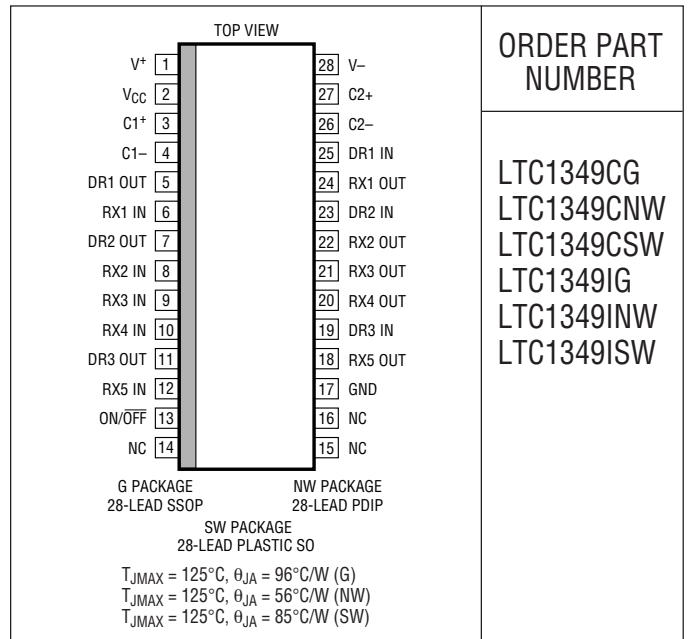 TOP VIEW
V+ 1
VCC 2
C1+ 3
C1– 4
DR1 OUT 5
RX1 IN 6
DR2 OUT 7
RX2 IN 8
RX3 IN 9
RX4 IN 10
DR3 OUT 11
RX5 IN 12
ON/OFF 13
NC 14
28 V–
27 C2+
26 C2–
25 DR1 IN
24 RX1 OUT
23 DR2 IN
22 RX2 OUT
21 RX3 OUT
20 RX4 OUT
19 DR3 IN
18 RX5 OUT
17 GND
16 NC
15 NC
G PACKAGE
28-LEAD SSOP
NW PACKAGE
28-LEAD PDIP
SW PACKAGE
28-LEAD PLASTIC SO
TJMAX = 125°C, θJA = 96°C/W (G)
TJMAX = 125°C, θJA = 56°C/W (NW)
TJMAX = 125°C, θJA = 85°C/W (SW)
ORDER PART
NUMBER
LTC1349CG
LTC1349CNW
LTC1349CSW
LTC1349IG
LTC1349INW
LTC1349ISW